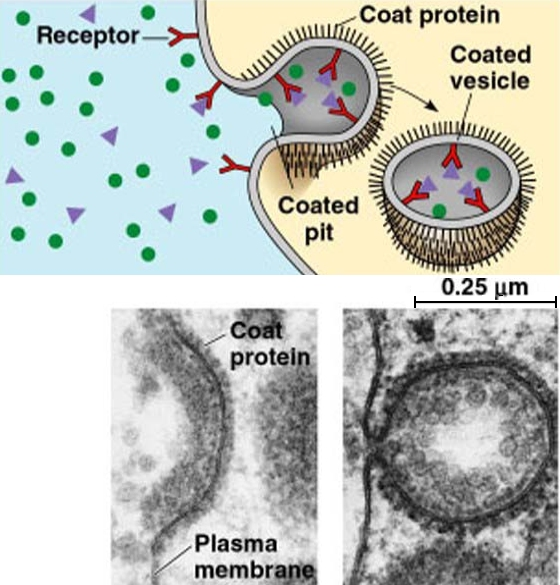 Coat protein
Receptor
Coated
vesicle
Coated
pit
0.25 µm
Coat
protein
Plasma
membrane